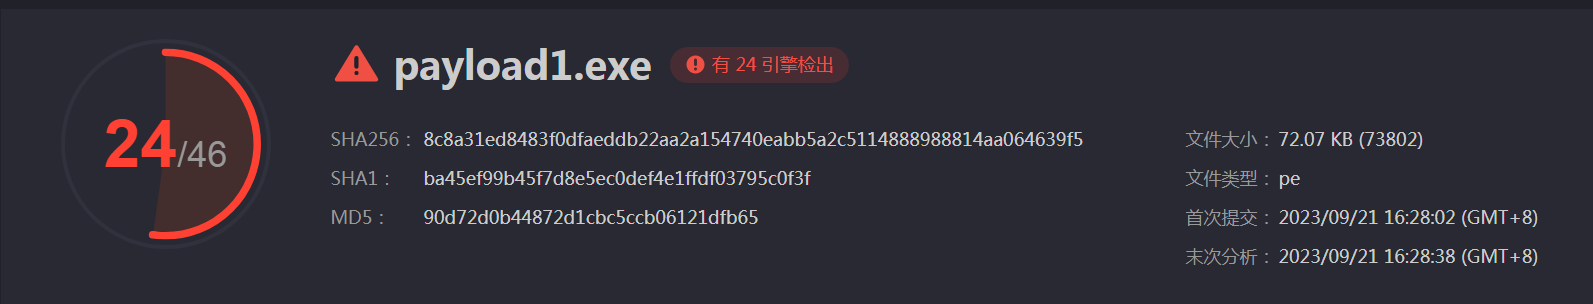 24/46
payload1.exe 有 24 引擎检出
SHA256： 8c8a31ed8483f0dfaeddb22aa2a154740eabb5a2c5114888988814aa064639f5
SHA1： ba45ef99b45f7d8e5ec0def4e1ffdf03795c0f3f
MD5： 90d72d0b44872d1cbc5ccb06121dfb65
文件大小： 72.07 KB (73802)
文件类型： pe
首次提交： 2023/09/21 16:28:02 (GMT+8)
末次分析： 2023/09/21 16:28:38 (GMT+8)